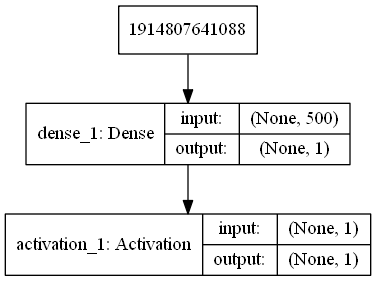 1914807641088
dense_1: Dense
input:
(None, 500)
output:
(None, 1)
activation_1: Activation
input:
(None, 1)
output:
(None, 1)